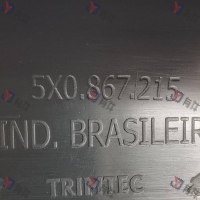 5X0.867.215
IND. BRASILEIR
TRIMTEC